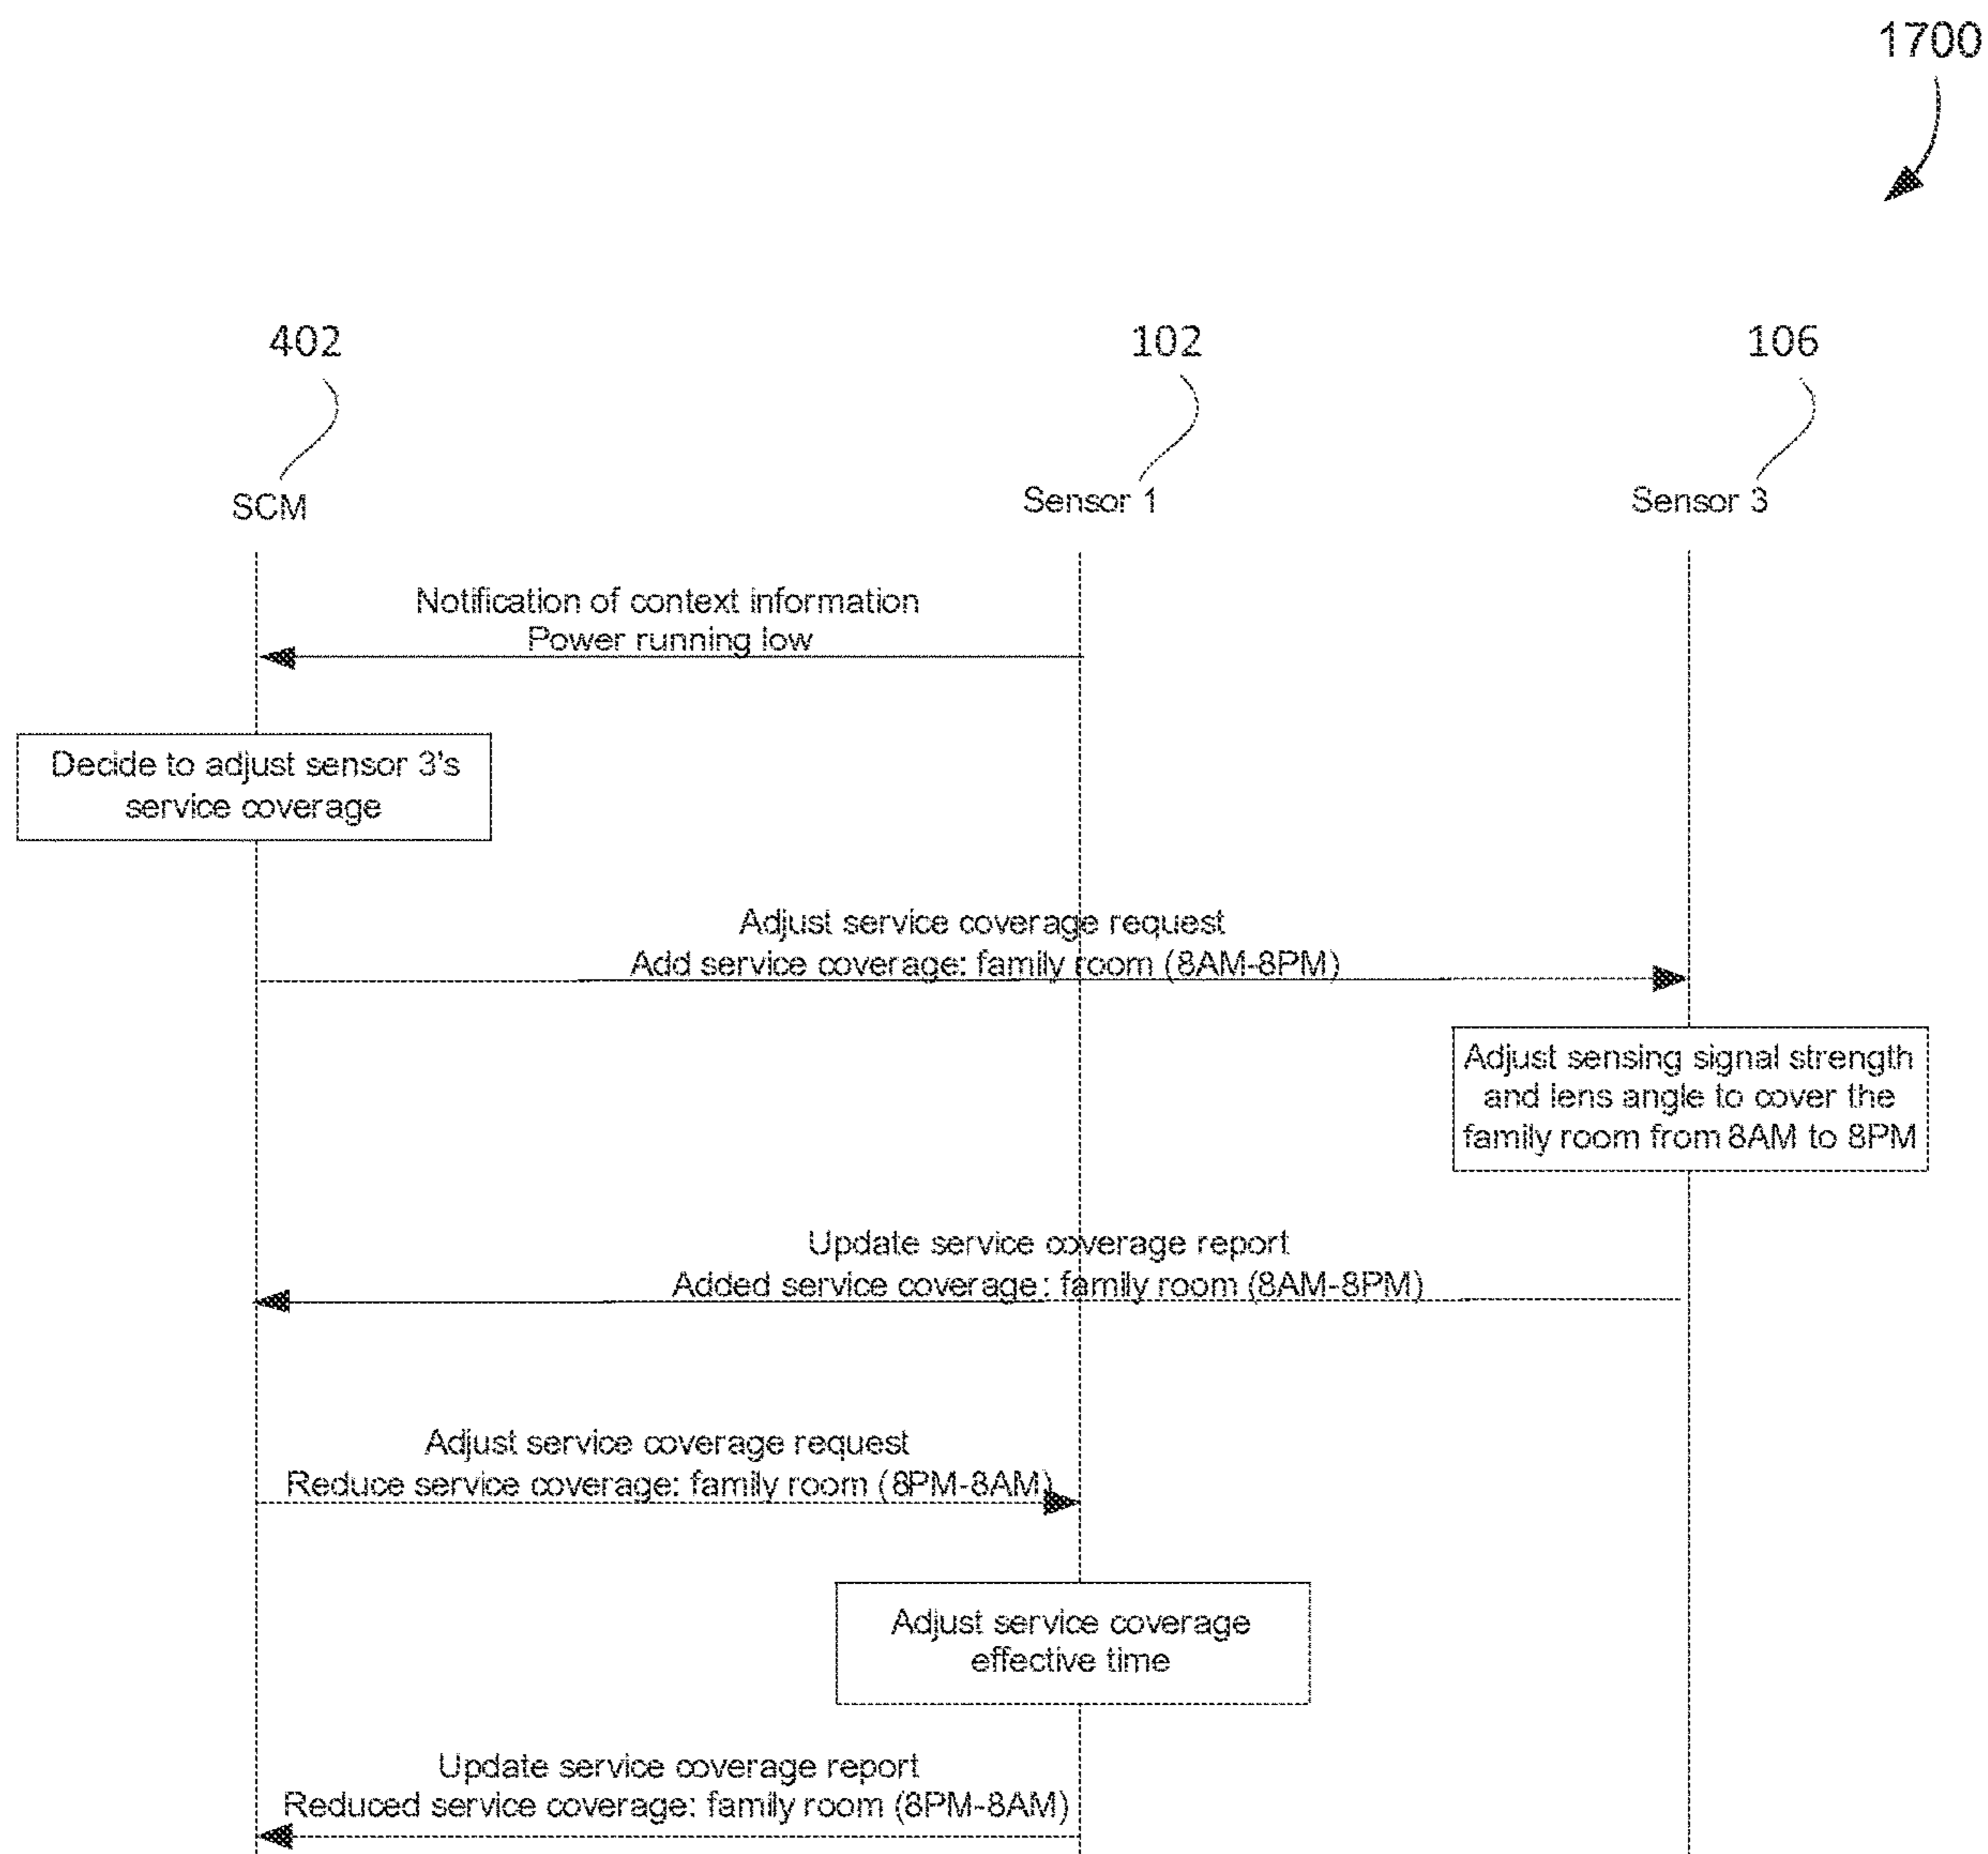 1700
402
102
106
SCM
Sensor 1
Sensor 3
Notification of context information
Power running low
Decide to adjust sensor 3's
service coverage
Adjust service coverage request
Add service coverage: family room (8AM-8PM)
Adjust sensing signal strength
and lens angle to cover the
family room from 8AM to 8PM
Update service coverage report
Added service coverage: family room (8AM-8PM)
Adjust service coverage request
Reduce service coverage: family room (8PM-8AM)
Adjust service coverage
effective time
Update service coverage report
Reduced service coverage: family room (8PM-8AM)